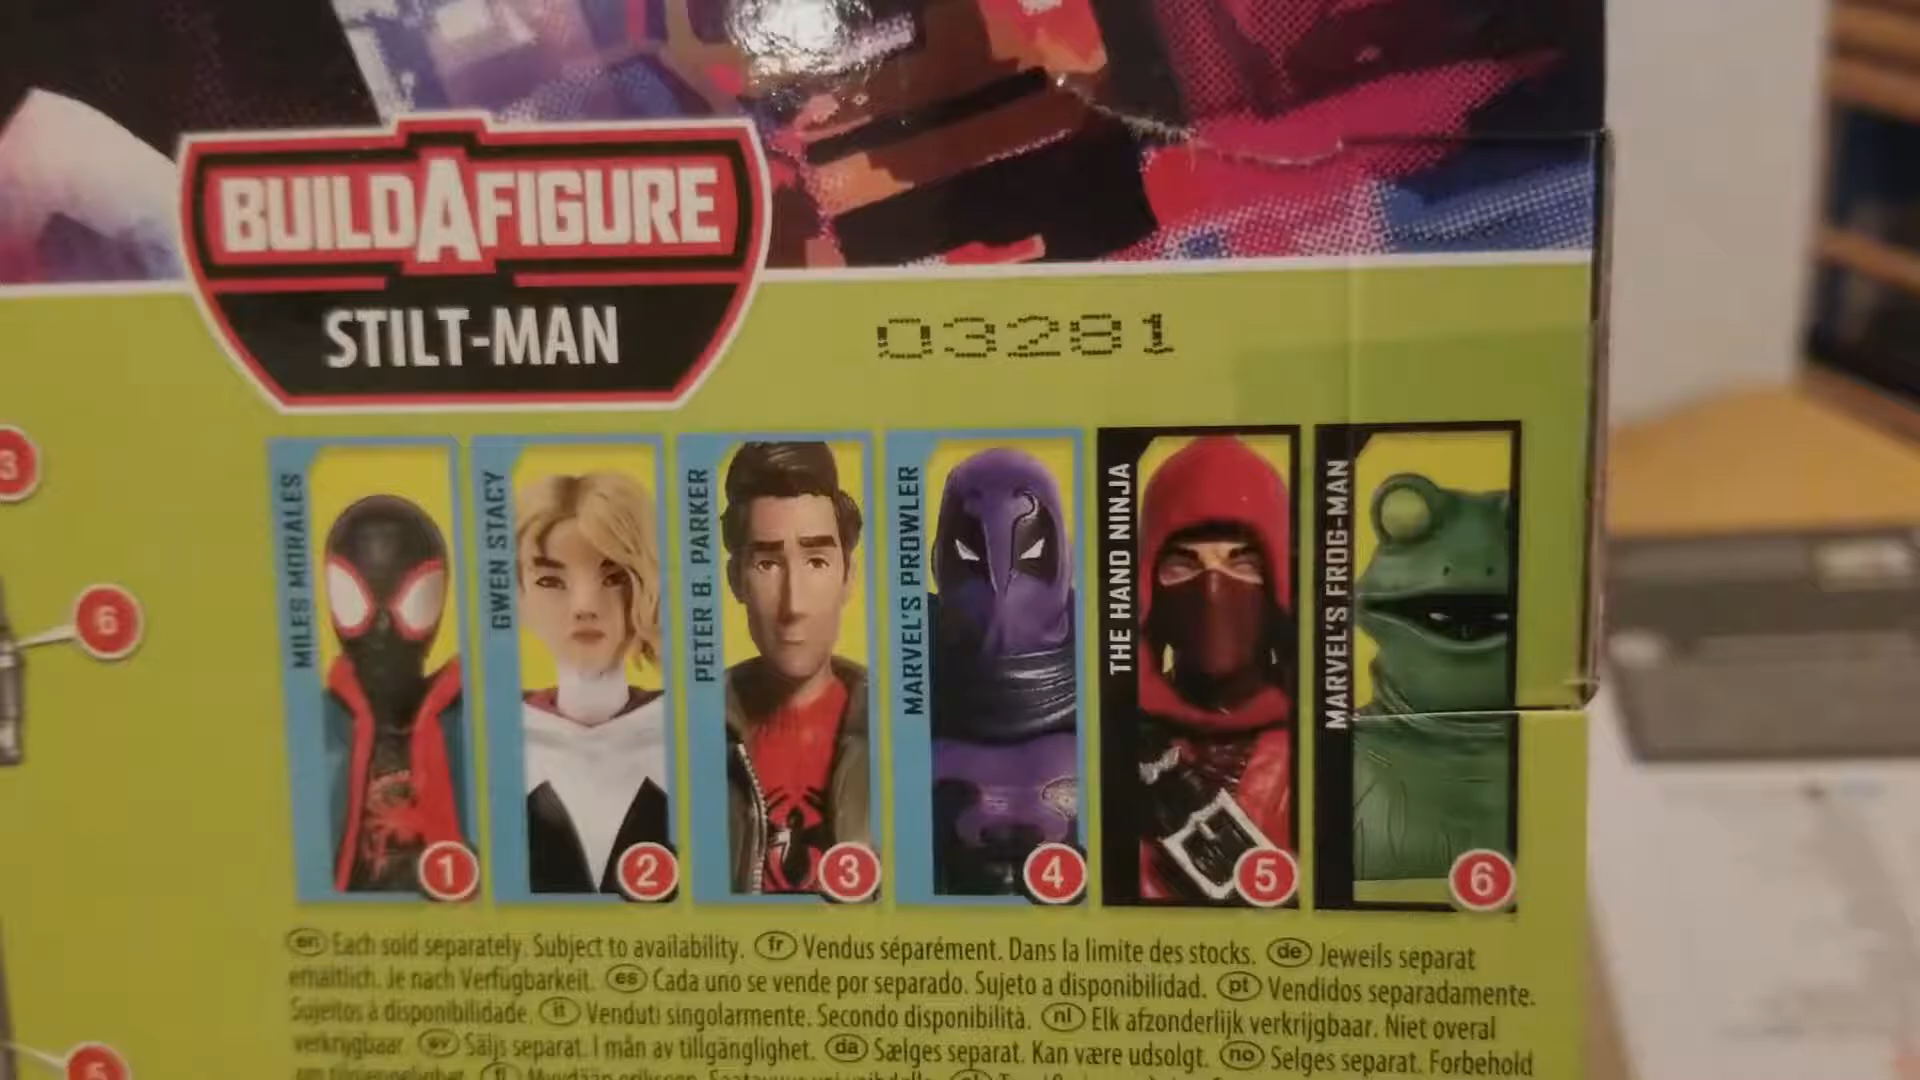 BUILDAFIGURE
STILT-MAN
03281
3
6
5
MILES MORALES
1
GWEN STACY
2
PETER B. PARKER
3
MARVEL'S PROWLER
4
THE HAND NINJA
5
MARVEL'S FROG-MAN
6
en Each sold separately. Subject to availability. fr Vendus séparément. Dans la limite des stocks. de Jeweils separat
erhältlich. Je nach Verfügbarkeit. es Cada uno se vende por separado. Sujeto a disponibilidad. pt Vendidos separadamente.
Sujeitos à disponibilidade. it Venduti singolarmente. Secondo disponibilità. nl Elk afzonderlijk verkrijgbaar. Niet overal
verkrijgbaar. sv Säljs separat. I mån av tillgänglighet. da Sælges separat. Kan være udsolgt. no Selges separat. Forbehold